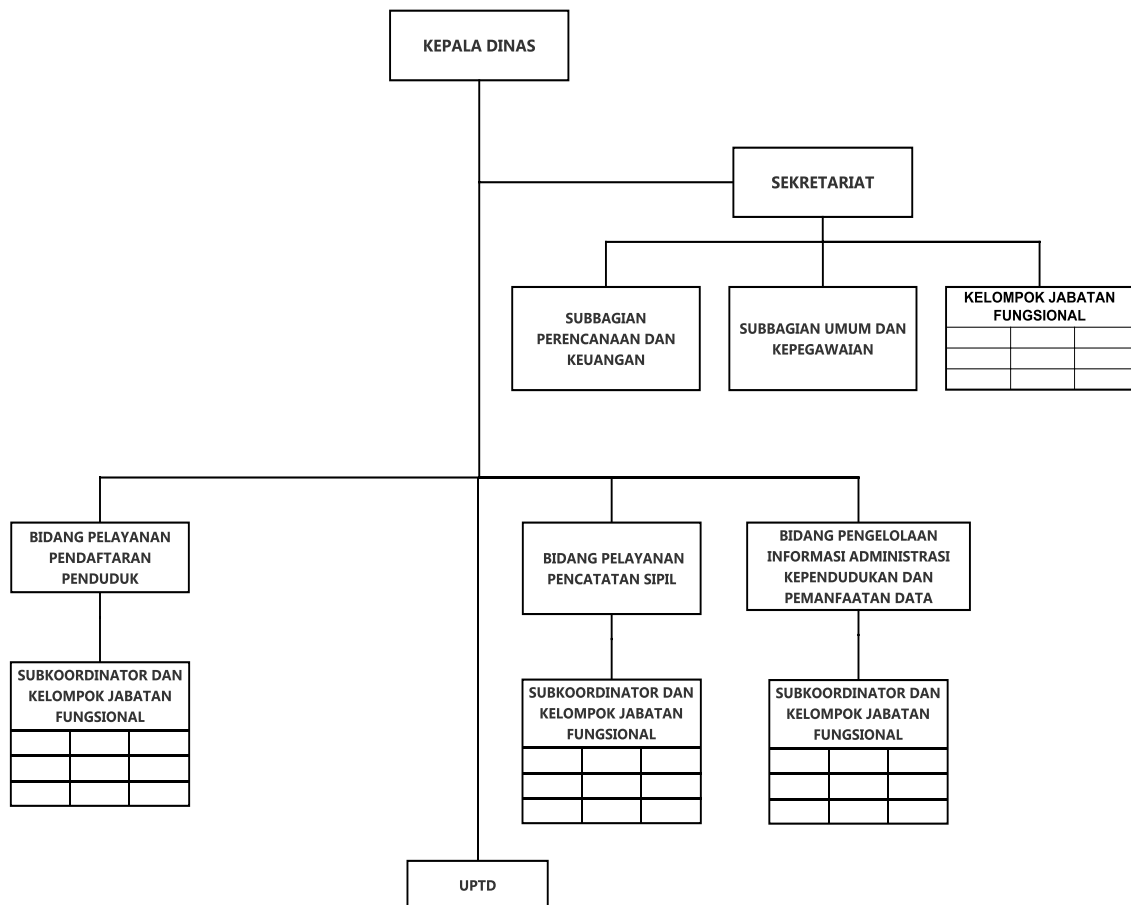 KEPALA DINAS
SEKRETARIAT
SUBBAGIAN
PERENCANAAN DAN
KEUANGAN
SUBBAGIAN UMUM DAN
KEPEGAWAIAN
KELOMPOK JABATAN
FUNGSIONAL
BIDANG PELAYANAN
PENDAFTARAN
PENDUDUK
BIDANG PELAYANAN
PENCATATAN SIPIL
BIDANG PENGELOLAAN
INFORMASI ADMINISTRASI
KEPENDUDUKAN DAN
PEMANFAATAN DATA
SUBKOORDINATOR DAN
KELOMPOK JABATAN
FUNGSIONAL
SUBKOORDINATOR DAN
KELOMPOK JABATAN
FUNGSIONAL
SUBKOORDINATOR DAN
KELOMPOK JABATAN
FUNGSIONAL
UPTD